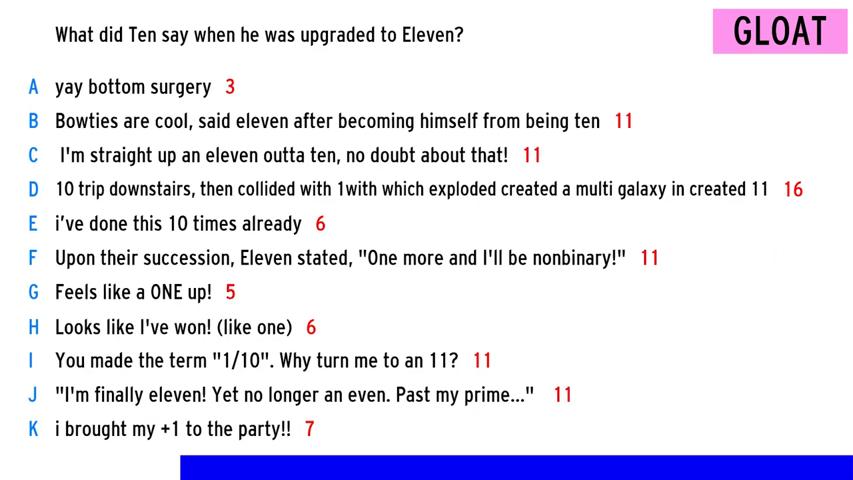 What did Ten say when he was upgraded to Eleven?
GLOAT
A yay bottom surgery 3
B Bowties are cool, said eleven after becoming himself from being ten 11
C I'm straight up an eleven outta ten, no doubt about that! 11
D 10 trip downstairs, then collided with 1with which exploded created a multi galaxy in created 11 16
E i've done this 10 times already 6
F Upon their succession, Eleven stated, "One more and I'll be nonbinary!" 11
G Feels like a ONE up! 5
H Looks like I've won! (like one) 6
I You made the term "1/10". Why turn me to an 11? 11
J "I'm finally eleven! Yet no longer an even. Past my prime..." 11
K i brought my +1 to the party!! 7